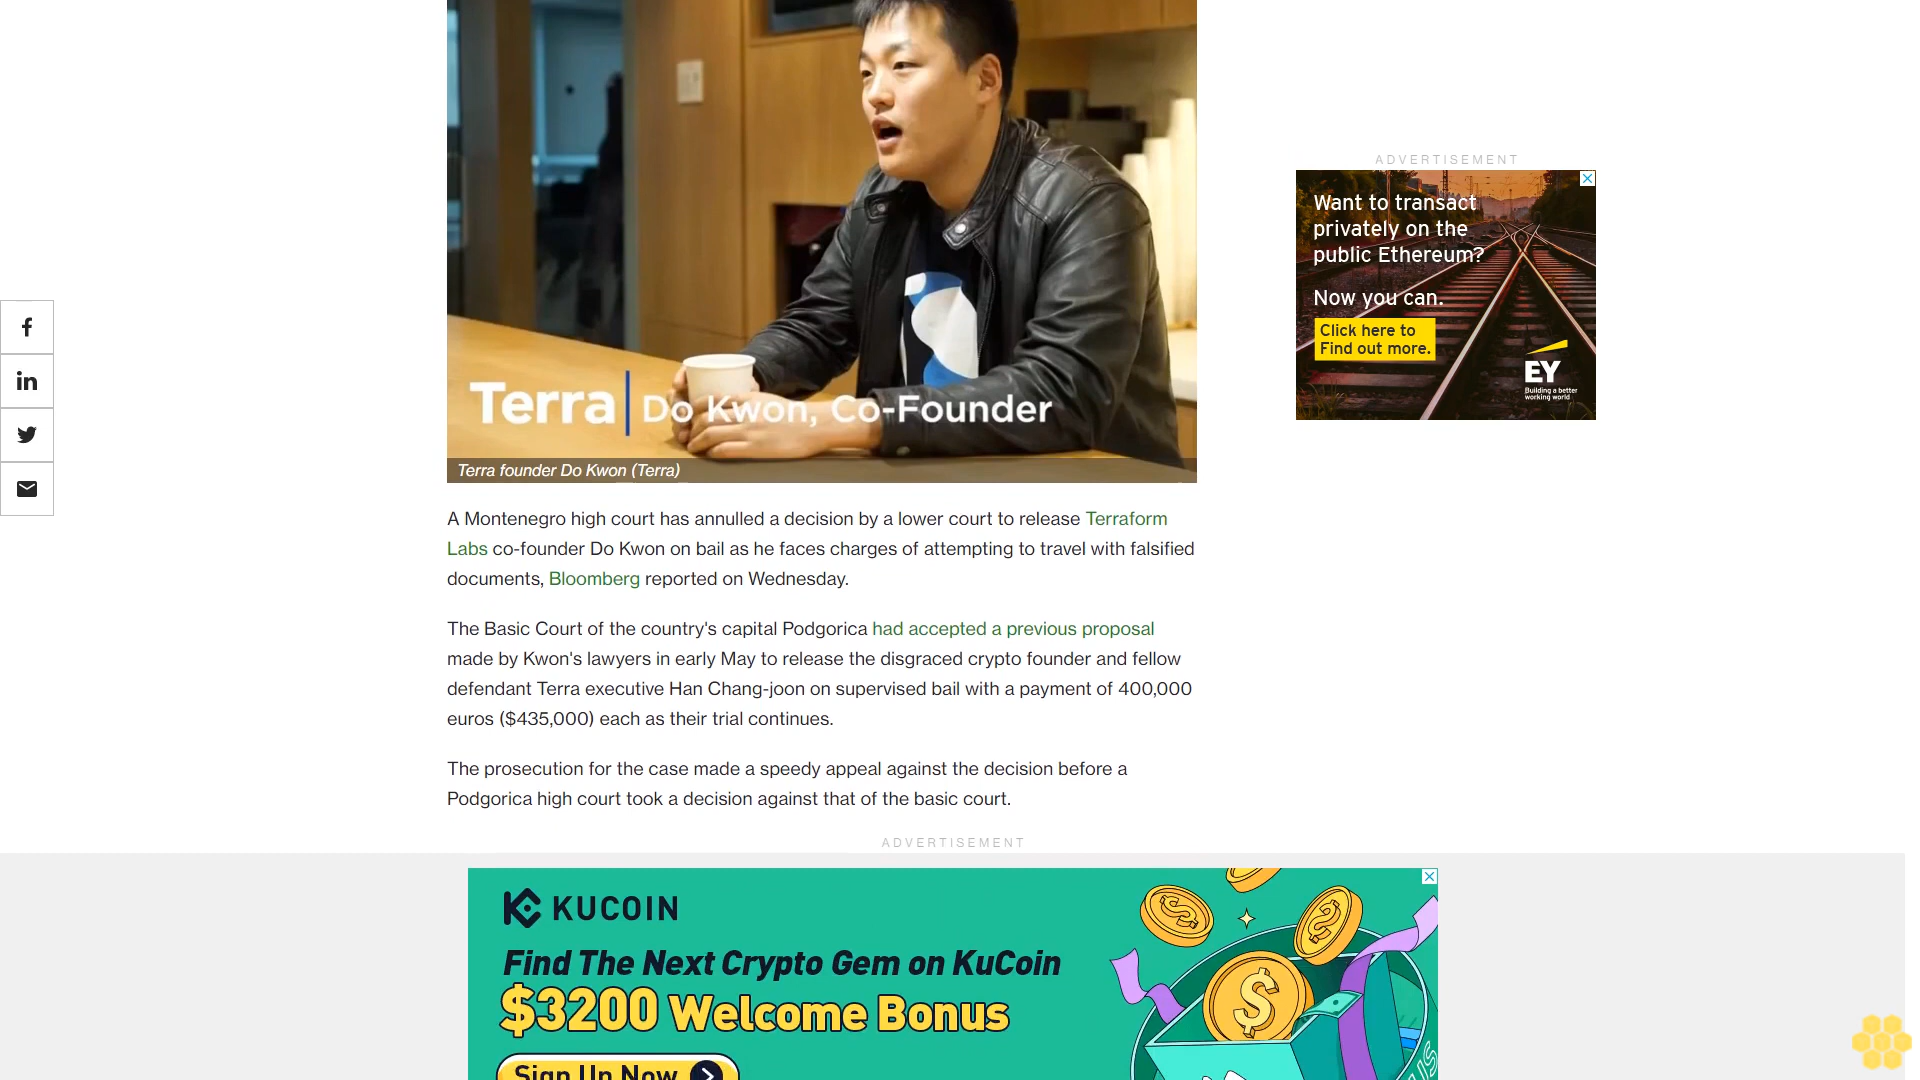 Terra Do Kwon, Co-Founder
Terra founder Do Kwon (Terra)
A Montenegro high court has annulled a decision by a lower court to release Terraform
Labs co-founder Do Kwon on bail as he faces charges of attempting to travel with falsified
documents, Bloomberg reported on Wednesday.
The Basic Court of the country's capital Podgorica had accepted a previous proposal
made by Kwon's lawyers in early May to release the disgraced crypto founder and fellow
defendant Terra executive Han Chang-joon on supervised bail with a payment of 400,000
euros ($435,000) each as their trial continues.
The prosecution for the case made a speedy appeal against the decision before a
Podgorica high court took a decision against that of the basic court.
ADVERTISEMENT
Want to transact
privately on the
public Ethereum?
Now you can.
Click here to
Find out more.
EY
Building a better
working world
ADVERTISEMENT
KUCOIN
Find The Next Crypto Gem on KuCoin
$3200 Welcome Bonus
Sign Up Now